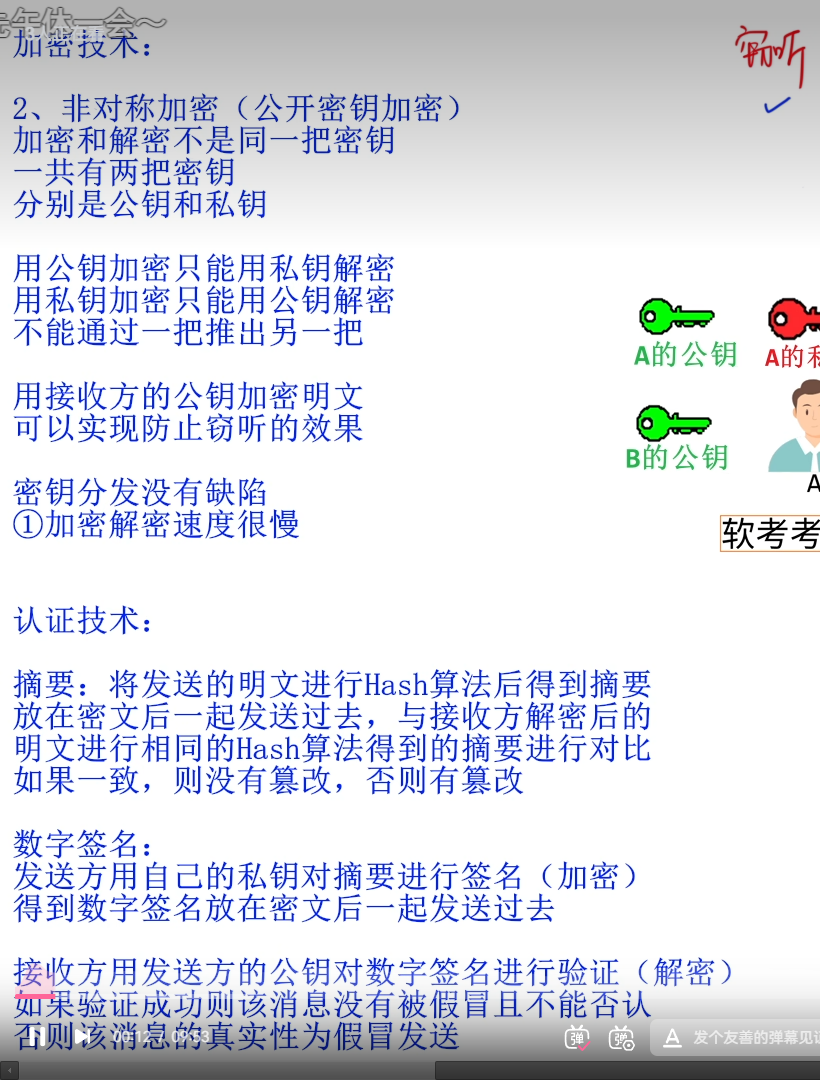 先午休一会～
加密技术：
窃听
2、非对称加密（公开密钥加密）
加密和解密不是同一把密钥
一共有两把密钥
分别是公钥和私钥
用公钥加密只能用私钥解密
用私钥加密只能用公钥解密
不能通过一把推出另一把
A的公钥
A的私
用接收方的公钥加密明文
可以实现防止窃听的效果
B的公钥
A
密钥分发没有缺陷
①加密解密速度很慢
软考考
认证技术：
摘要：将发送的明文进行Hash算法后得到摘要
放在密文后一起发送过去，与接收方解密后的
明文进行相同的Hash算法得到的摘要进行对比
如果一致，则没有篡改，否则有篡改
数字签名：
发送方用自己的私钥对摘要进行签名（加密）
得到数字签名放在密文后一起发送过去
接收方用发送方的公钥对数字签名进行验证（解密）
如果验证成功则该消息没有被假冒且不能否认
否则该消息的真实性为假冒发送
00:12 / 09:53
弹
弹
A 发个友善的弹幕见